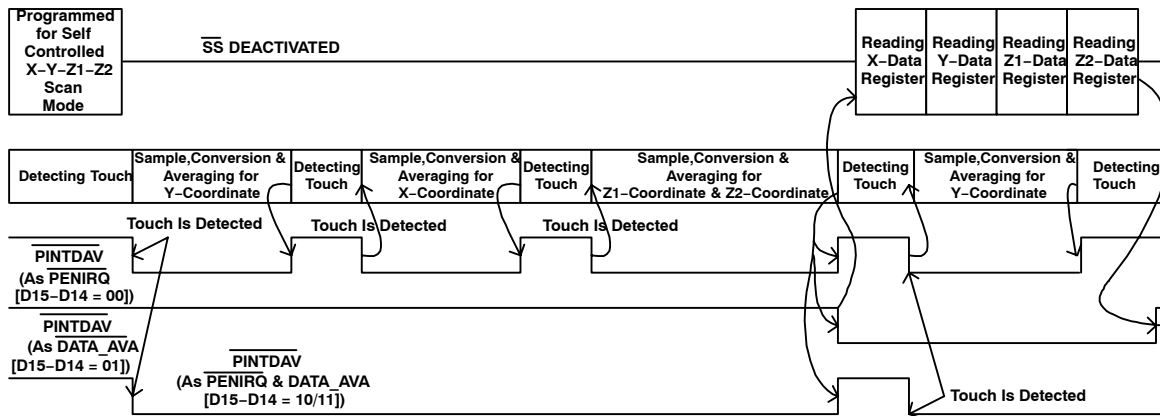 Programmed
for Self
Controlled
X−Y−Z1−Z2
Scan
Mode
SS DEACTIVATED
Reading
X−Data
Register
Reading
Y−Data
Register
Reading
Z1−Data
Register
Reading
Z2−Data
Register
Detecting Touch
Sample,Conversion &
Averaging for
Y−Coordinate
Detecting
Touch
Sample,Conversion &
Averaging for
X−Coordinate
Detecting
Touch
Sample,Conversion &
Averaging for
Z1−Coordinate & Z2−Coordinate
Detecting
Touch
Sample,Conversion &
Averaging for
Y−Coordinate
Detecting
Touch
Touch Is Detected
Touch Is Detected
Touch Is Detected
PINTDAV
(As PENIRQ
[D15−D14 = 00])
PINTDAV
(As DATA_AVA
[D15−D14 = 01])
PINTDAV
(As PENIRQ & DATA_AVA
[D15−D14 = 10/11])
Touch Is Detected